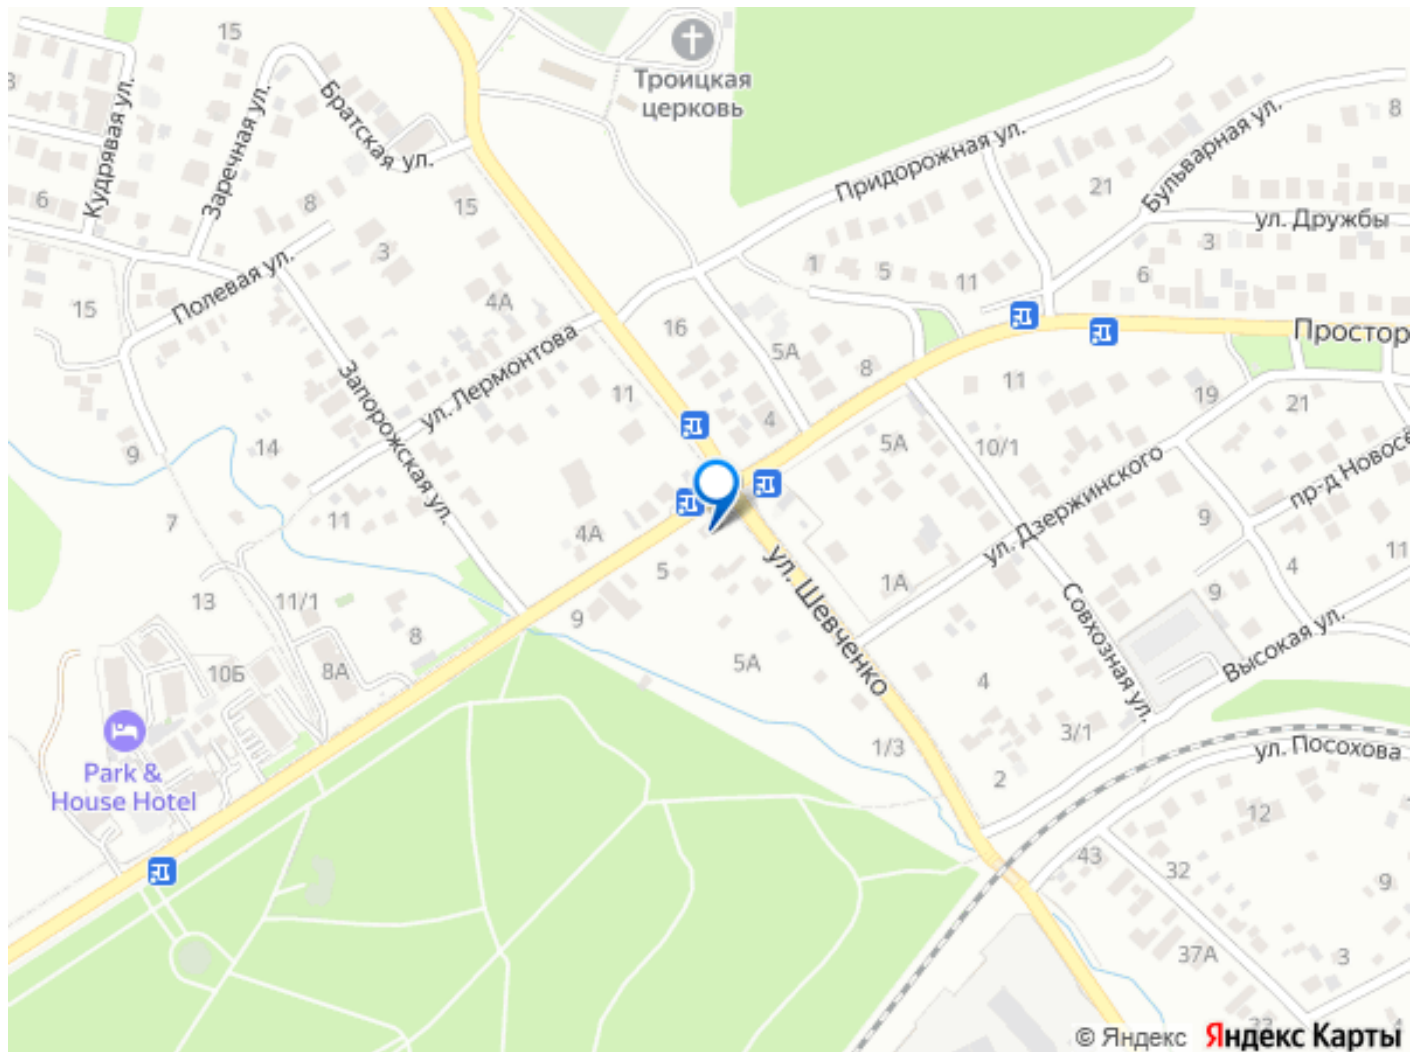 15
Троицкая
церковь
Кудрявая ул.
Заречная ул.
Братская ул.
Придорожная ул.
Бульварная ул.
8
6
8
15
21
ул. Дружбы
3
3
1
5
11
6
Полевая ул.
15
4А
16
5А
8
11
Простор
ул. Лермонтова
Запорожская ул.
11
4
19
21
14
9
5А
10/1
11
7
4А
5
ул. Дзержинского
9
пр-д Новосё
4
11
1А
9
13
11/1
8
9
ул. Шевченко
Совхозная ул.
Высокая ул.
10Б
8А
5А
4
3/1
1/3
2
ул. Посохова
Park &
House Hotel
12
43
32
9
37А
3
© Яндекс Яндекс Карты